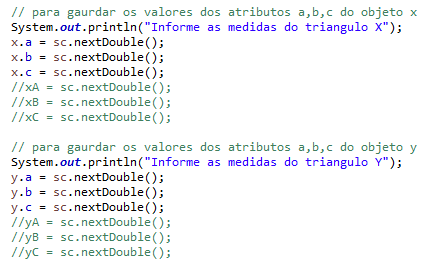 // para gaurdar os valores dos atributos a,b,c do objeto x
System.out.println("Informe as medidas do triangulo X");
x.a = sc.nextDouble();
x.b = sc.nextDouble();
x.c = sc.nextDouble();
//xA = sc.nextDouble();
//xB = sc.nextDouble();
//xC = sc.nextDouble();

// para gaurdar os valores dos atributos a,b,c do objeto y
System.out.println("Informe as medidas do triangulo Y");
y.a = sc.nextDouble();
y.b = sc.nextDouble();
y.c = sc.nextDouble();
//yA = sc.nextDouble();
//yB = sc.nextDouble();
//yC = sc.nextDouble();